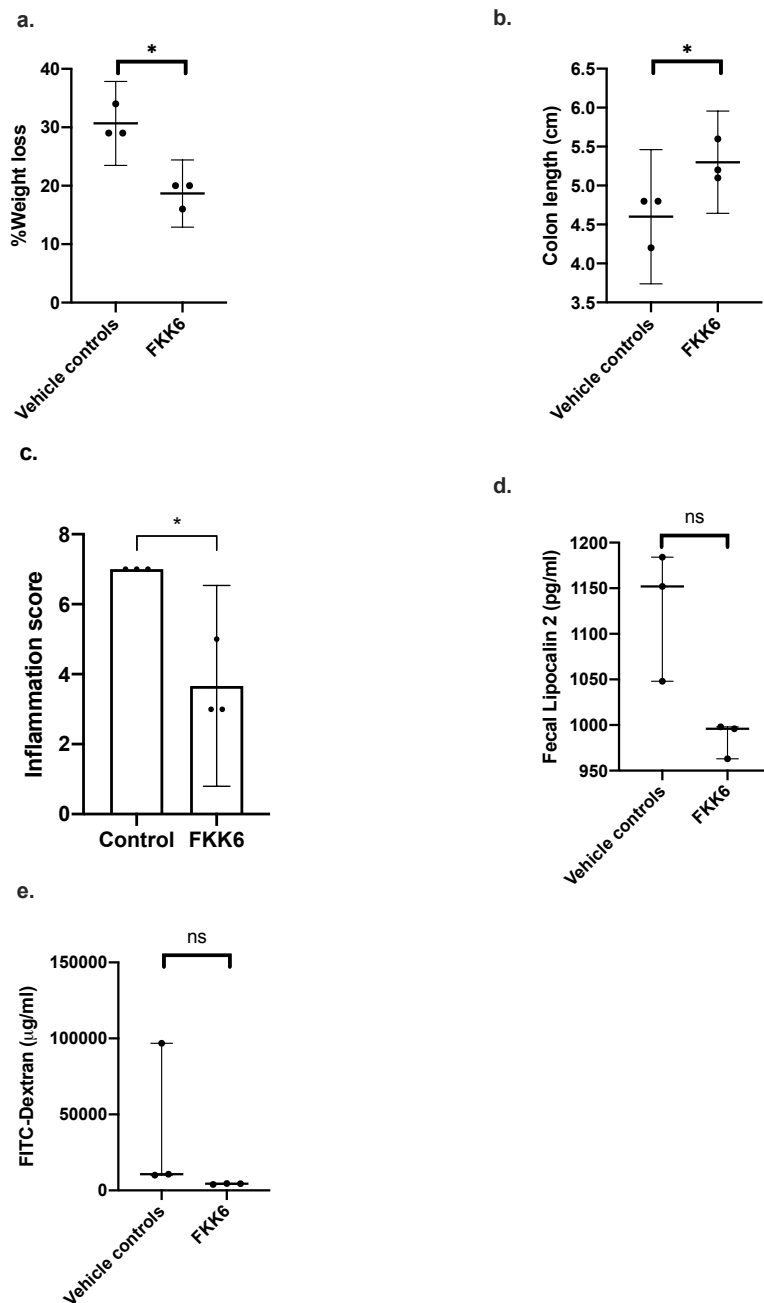 a.
*
%Weight loss
40
30
20
10
0
Vehicle controls
FKK6
b.
*
Colon length (cm)
6.5
6.0
5.5
5.0
4.5
4.0
3.5
Vehicle controls
FKK6
c.
*
Inflammation score
8
6
4
2
0
Control FKK6
d.
ns
Fecal Lipocalin 2 (pg/ml)
1200
1150
1100
1050
1000
950
Vehicle controls
FKK6
e.
ns
FITC-Dextran (μg/ml)
150000
100000
50000
0
Vehicle controls
FKK6